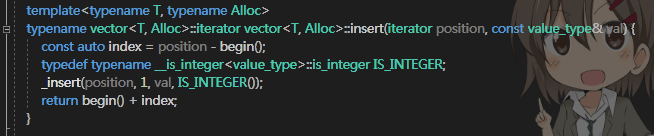 template<typename T, typename Alloc>
typename vector<T, Alloc>::iterator vector<T, Alloc>::insert(iterator position, const value_type& val) {
const auto index = position - begin();
typedef typename __is_integer<value_type>::is_integer IS_INTEGER;
_insert(position, 1, val, IS_INTEGER());
return begin() + index;
}